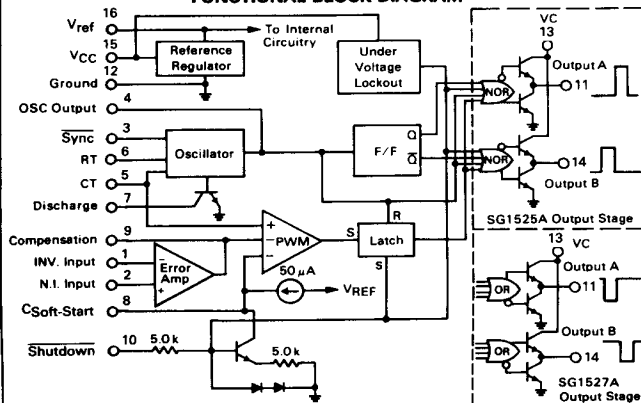 FUNCTIONAL BLOCK DIAGRAM
Vref 16
To Internal Circuitry
VCC 15
Reference Regulator
Ground 12
Under Voltage Lockout
OSC Output 4
Sync 3
RT 6
Oscillator
CT 5
Discharge 7
F/F
Q
Q
Compensation 9
INV. Input 1
N.I. Input 2
Error Amp
- +
+ - -
PWM
S
R
Latch
S
CSoft-Start 8
50 μA
VREF
Shutdown 10
5.0 k
5.0 k
VC
13
Output A
NOR
11
NOR
14
Output B
SG1525A Output Stage
13 VC
Output A
OR
11
Output B
OR
14
SG1527A
Output Stage